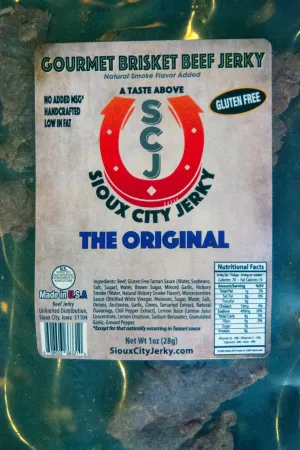 GOURMET BRISKET BEEF JERKY
Natural Smoke Flavor Added
A TASTE ABOVE
NO ADDED MSG*
HANDCRAFTED
LOW IN FAT
GLUTEN FREE
SCJ
SIOUX CITY JERKY
THE ORIGINAL
Ingredients: Beef, Gluten Free Tamari Sauce (Water, Soybeans,
Salt, Sugar), Water, Brown Sugar, Minced Garlic, Hickory
Smoke (Water, Natural Hickory Smoke Flavor), Worcestershire
Sauce (Distilled White Vinegar, Molasses, Sugar, Water, Salt,
Onions, Anchovies, Garlic, Cloves, Tamarind Extract, Natural
Flavorings, Chili Pepper Extract), Lemon Juice (Lemon Juice
Concentrate, Lemon Emulsion, Sodium Benzoate), Granulated
Garlic, Ground Pepper.
*Except for that naturally occurring in Tamari sauce
Made in USA
Beef Jerky
Unlimited Distribution,
Sioux City, Iowa 51104
Nutritional Facts
Net Wt 1oz (28g)
SiouxCityJerky.com